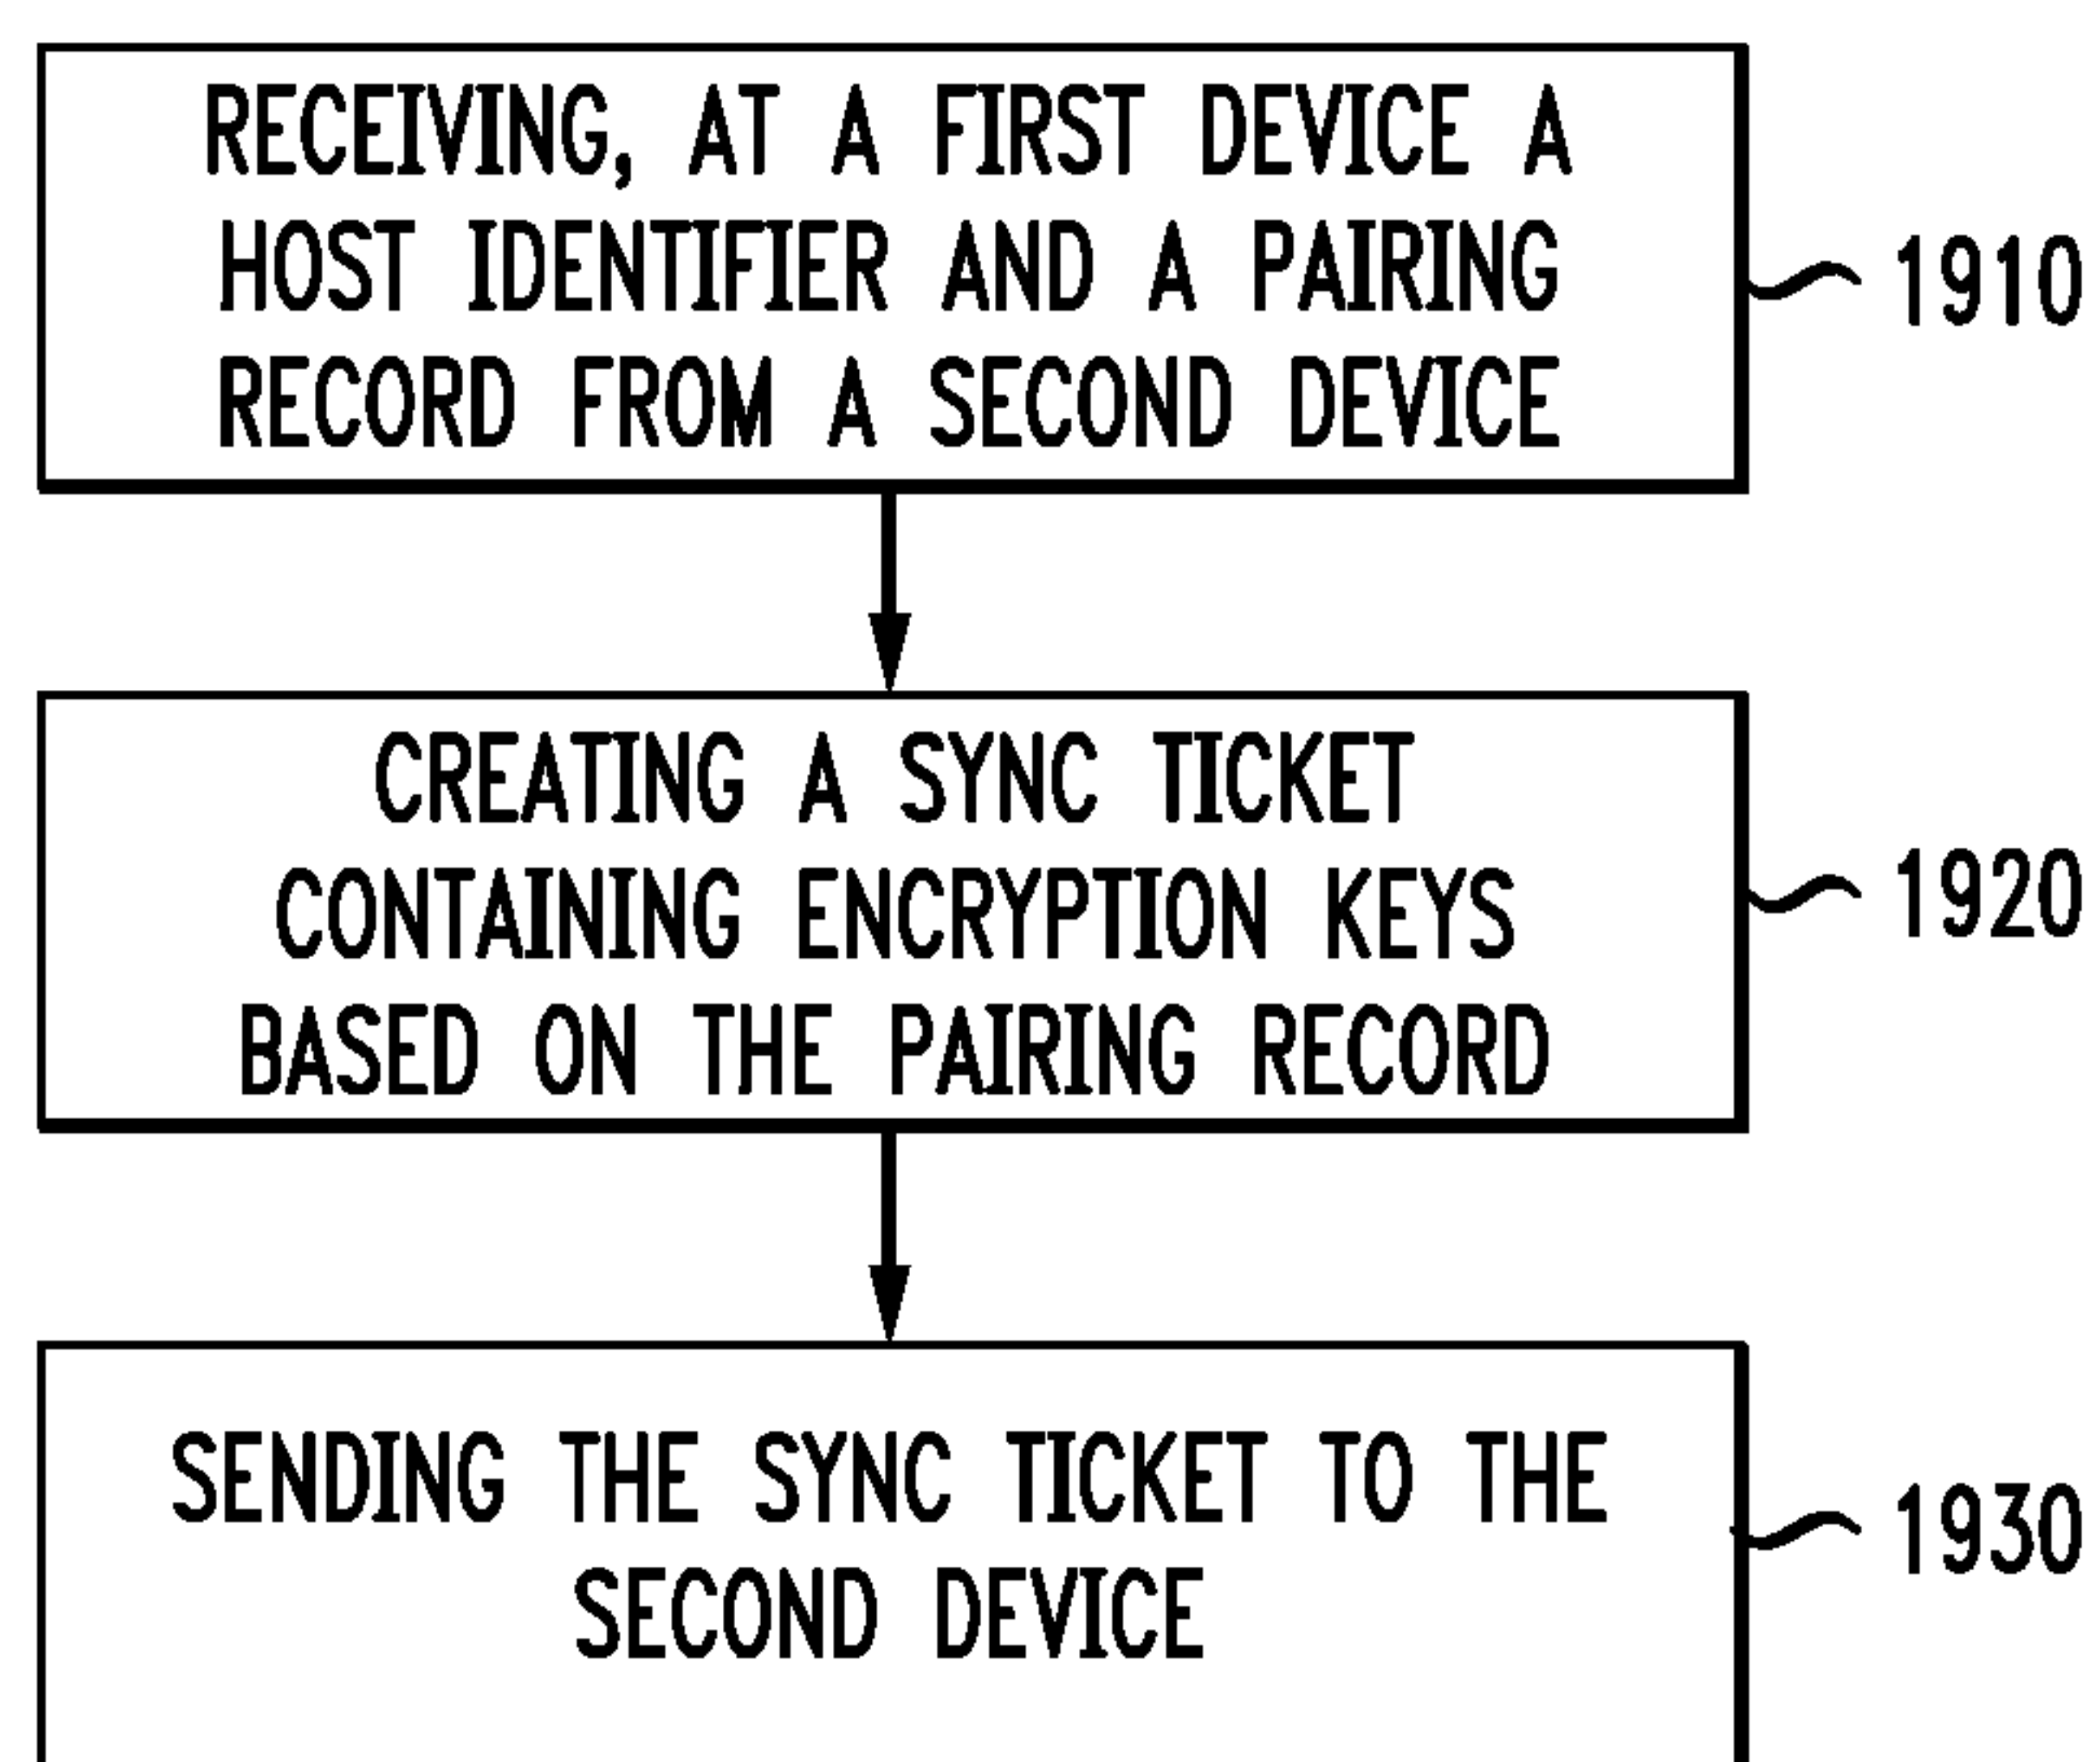 RECEIVING, AT A FIRST DEVICE A
HOST IDENTIFIER AND A PAIRING
RECORD FROM A SECOND DEVICE
1910
CREATING A SYNC TICKET
CONTAINING ENCRYPTION KEYS
BASED ON THE PAIRING RECORD
1920
SENDING THE SYNC TICKET TO THE
SECOND DEVICE
1930